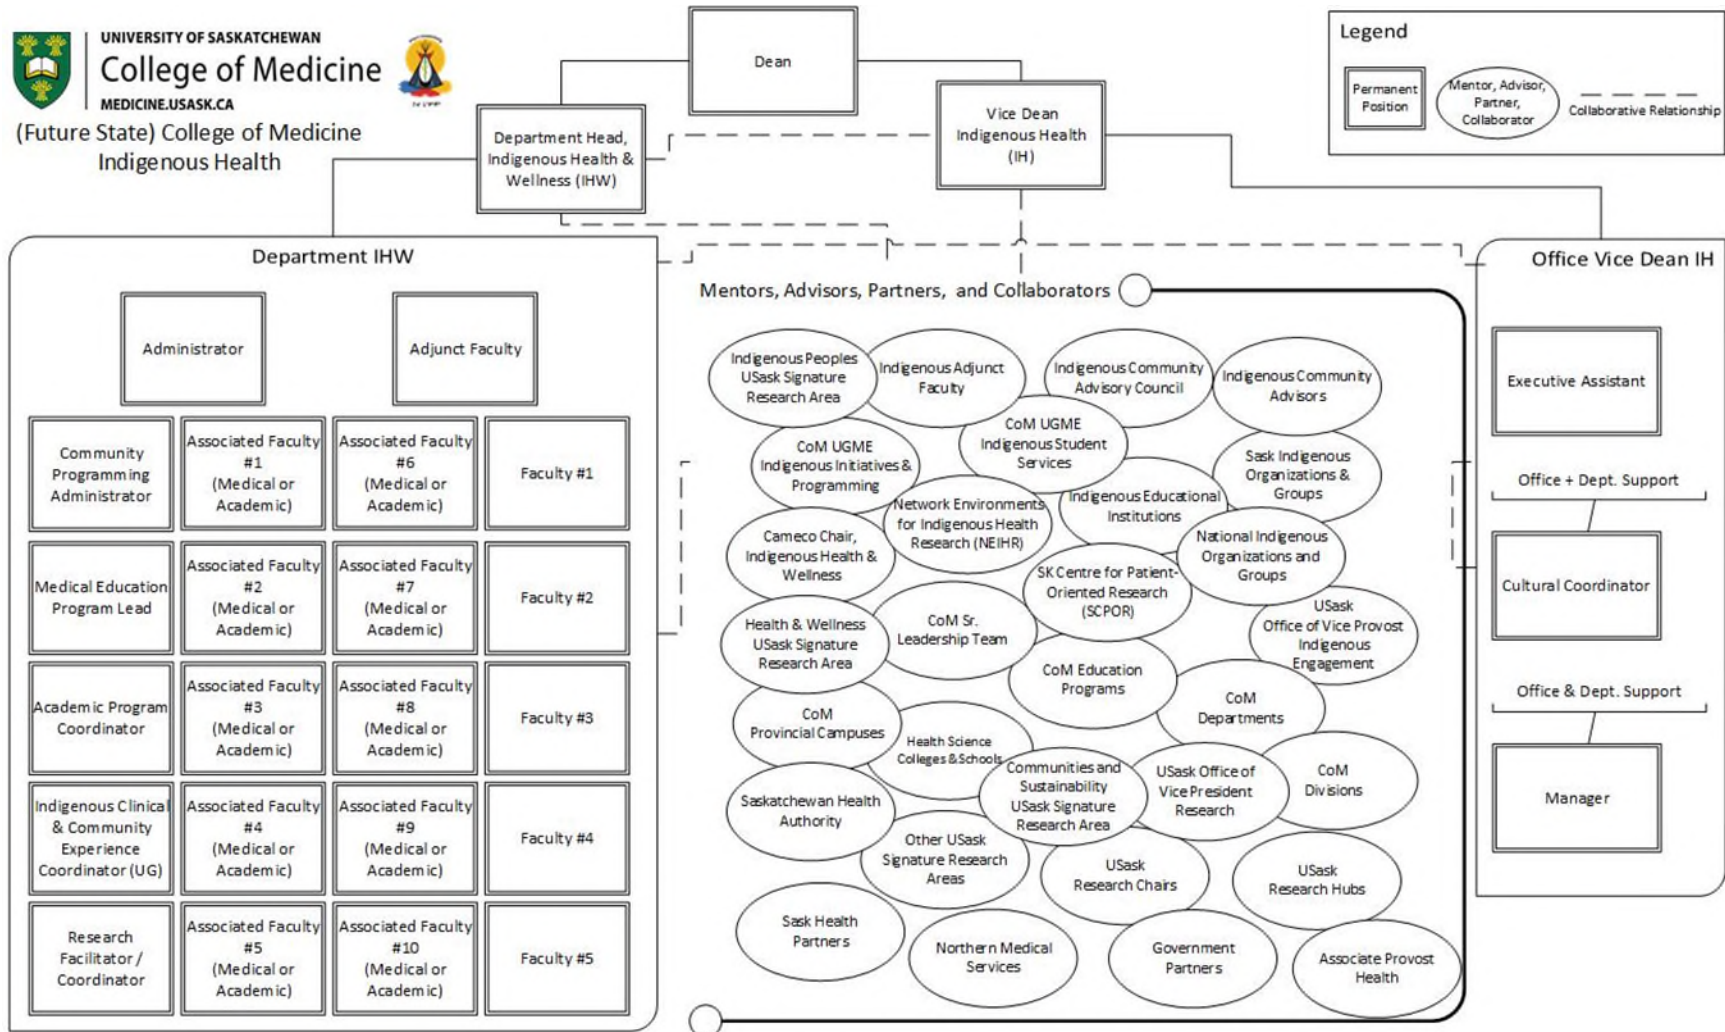 UNIVERSITY OF SASKATCHEWAN
College of Medicine
MEDICINE.USASK.CA
(Future State) College of Medicine
Indigenous Health
Dean
Department Head,
Indigenous Health &
Wellness (IHW)
Vice Dean
Indigenous Health
(IH)
Legend
Permanent
Position
Mentor, Advisor,
Partner,
Collaborator
Collaborative Relationship
Department IHW
Administrator
Adjunct Faculty
Community
Programming
Administrator
Associated Faculty
#1
(Medical or
Academic)
Associated Faculty
#6
(Medical or
Academic)
Faculty #1
Medical Education
Program Lead
Associated Faculty
#2
(Medical or
Academic)
Associated Faculty
#7
(Medical or
Academic)
Faculty #2
Academic Program
Coordinator
Associated Faculty
#3
(Medical or
Academic)
Associated Faculty
#8
(Medical or
Academic)
Faculty #3
Indigenous Clinical
& Community
Experience
Coordinator (UG)
Associated Faculty
#4
(Medical or
Academic)
Associated Faculty
#9
(Medical or
Academic)
Faculty #4
Research
Facilitator /
Coordinator
Associated Faculty
#5
(Medical or
Academic)
Associated Faculty
#10
(Medical or
Academic)
Faculty #5
Mentors, Advisors, Partners, and Collaborators
Indigenous Peoples
USask Signature
Research Area
Indigenous Adjunct
Faculty
Indigenous Community
Advisory Council
Indigenous Community
Advisors
CoM UGME
Indigenous Initiatives &
Programming
CoM UGME
Indigenous Student
Services
Sask Indigenous
Organizations &
Groups
Network Environments
for Indigenous Health
Research (NEIHR)
Indigenous Educational
Institutions
Cameco Chair,
Indigenous Health &
Wellness
National Indigenous
Organizations and
Groups
SK Centre for Patient-
Oriented Research
(SCPOR)
Health & Wellness
USask Signature
Research Area
CoM Sr.
Leadership Team
USask
Office of Vice Provost
Indigenous
Engagement
CoM Education
Programs
CoM
Provincial Campuses
CoM
Departments
Health Science
Colleges & Schools
Communities and
Sustainability
USask Signature
Research Area
USask Office of
Vice President
Research
CoM
Divisions
Saskatchewan Health
Authority
Other USask
Signature Research
Areas
USask
Research Chairs
USask
Research Hubs
Sask Health
Partners
Northern Medical
Services
Government
Partners
Associate Provost
Health
Office Vice Dean IH
Executive Assistant
Office + Dept. Support
Cultural Coordinator
Office & Dept. Support
Manager